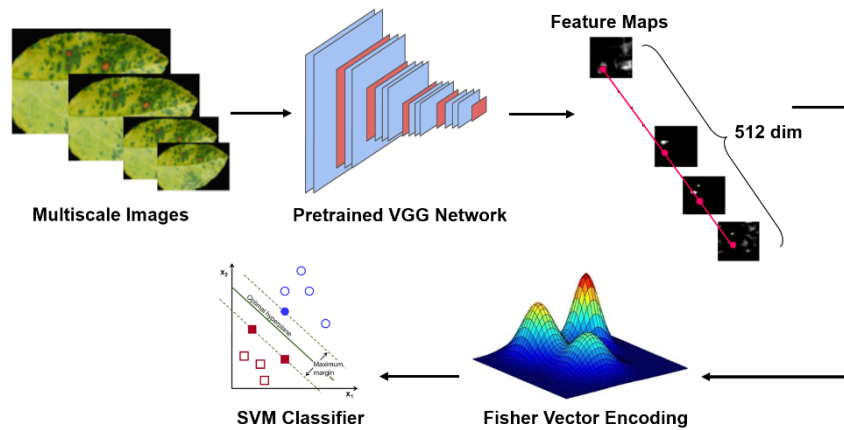 Feature Maps
512 dim
Multiscale Images
Pretrained VGG Network
x₂
Optimal hyperplane
Maximum
margin
x₁
SVM Classifier
Fisher Vector Encoding